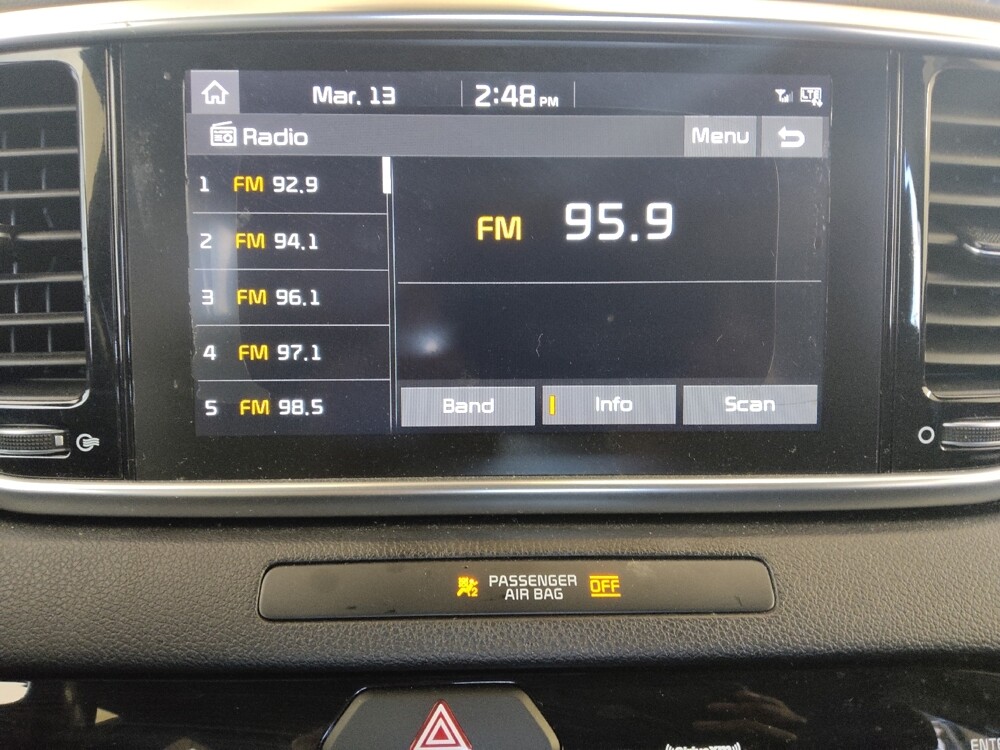 Mar. 13 2:48 PM LTE
Radio Menu
1 FM 92.9
2 FM 94.1
3 FM 96.1
4 FM 97.1
5 FM 98.5
FM 95.9
Band Info Scan
PASSENGER
AIR BAG
OFF